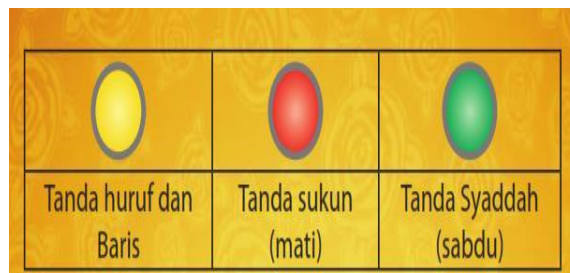 Tanda huruf dan
Baris
Tanda sukun
(mati)
Tanda Syaddah
(sabdu)